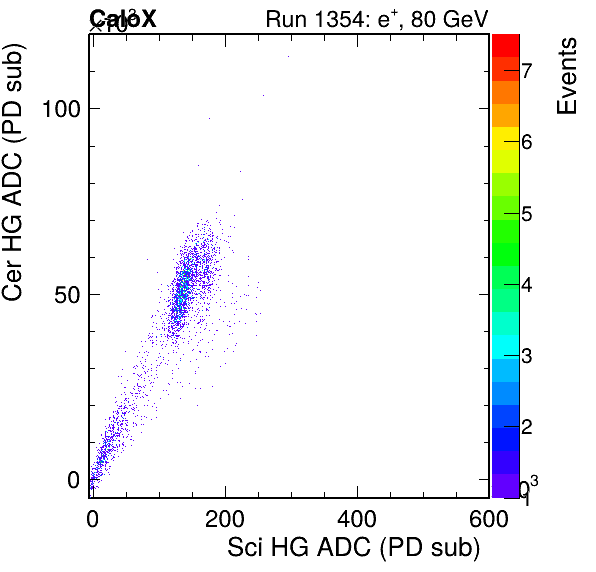 CaloX
×10³
Run 1354: e⁺, 80 GeV
Events
Cer HG ADC (PD sub)
100
50
0
7
6
5
4
3
2
1
0 200 400 600
Sci HG ADC (PD sub)